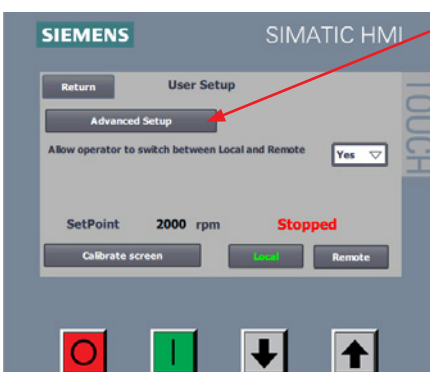 SIEMENS SIMATIC HMI
TOUCH
Return User Setup
Advanced Setup
Allow operator to switch between Local and Remote Yes
SetPoint 2000 rpm Stopped
Calibrate screen Local Remote